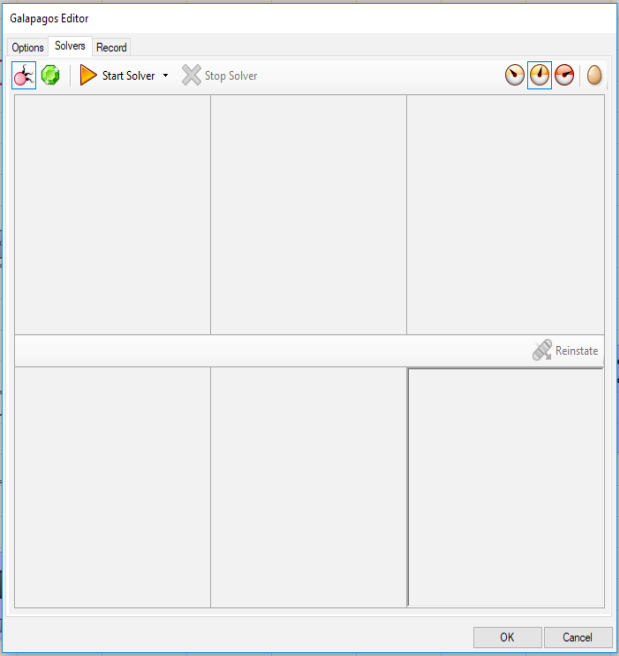 Galapagos Editor
Options Solvers Record
Start Solver Stop Solver
Reinstate
OK Cancel